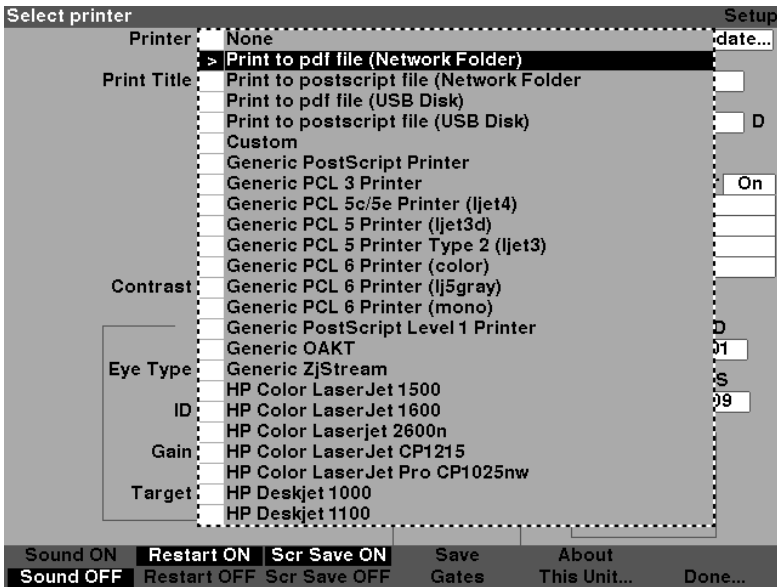 Select printer Setup
Printer None date...
> Print to pdf file (Network Folder)
Print Title Print to postscript file (Network Folder
Print to pdf file (USB Disk)
Print to postscript file (USB Disk) D
Custom
Generic PostScript Printer
Generic PCL 3 Printer On
Generic PCL 5c/5e Printer (ljet4)
Generic PCL 5 Printer (ljet3d)
Generic PCL 5 Printer Type 2 (ljet3)
Generic PCL 6 Printer (color)
Contrast Generic PCL 6 Printer (lj5gray)
Generic PCL 6 Printer (mono)
Generic PostScript Level 1 Printer D
Generic OAKT 01
Eye Type Generic ZjStream
HP Color LaserJet 1500 S
ID HP Color LaserJet 1600 09
HP Color Laserjet 2600n
Gain HP Color LaserJet CP1215
HP Color LaserJet Pro CP1025nw
Target HP Deskjet 1000
HP Deskjet 1100
Sound ON Restart ON Scr Save ON Save About
Sound OFF Restart OFF Scr Save OFF Gates This Unit... Done...